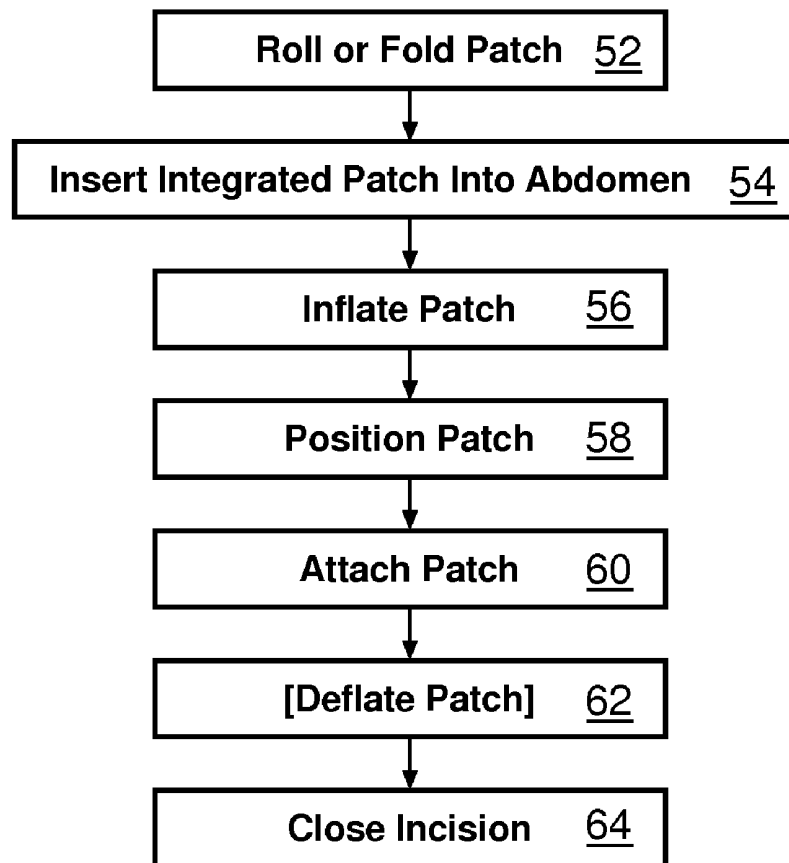 Roll or Fold Patch 52
Insert Integrated Patch Into Abdomen 54
Inflate Patch 56
Position Patch 58
Attach Patch 60
[Deflate Patch] 62
Close Incision 64